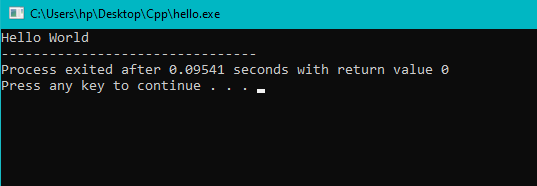 C:\Users\hp\Desktop\Cpp\hello.exe
Hello World
--------------------------------
Process exited after 0.09541 seconds with return value 0
Press any key to continue . . .